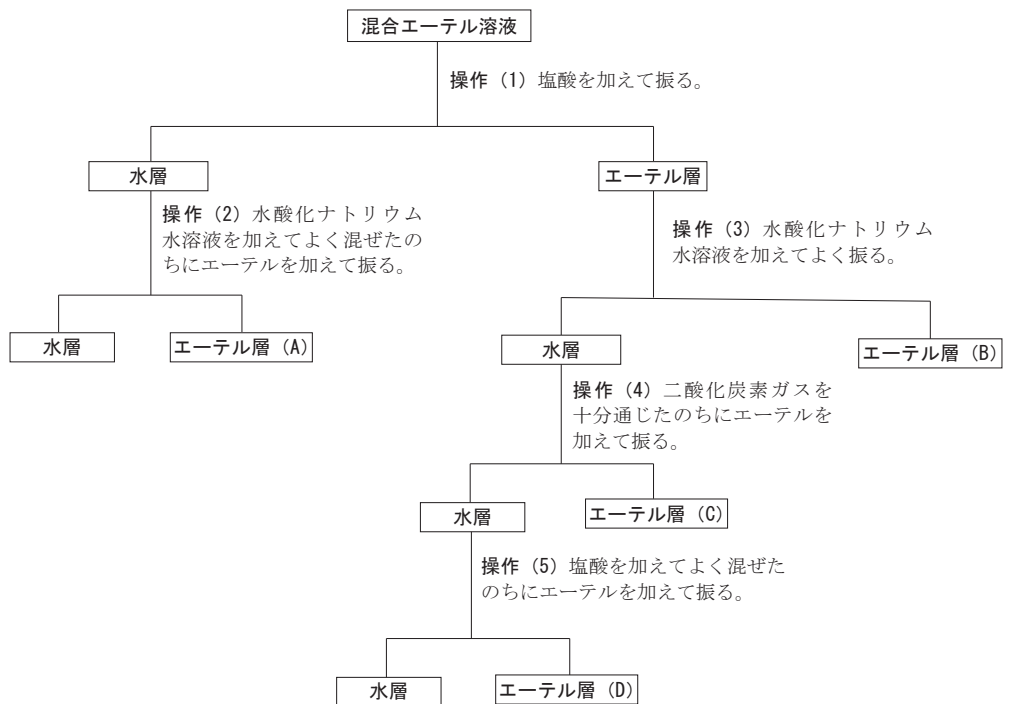 混合エーテル溶液
操作 (1) 塩酸を加えて振る。
水層
エーテル層
操作 (2) 水酸化ナトリウム
水溶液を加えてよく混ぜたの
ちにエーテルを加えて振る。
操作 (3) 水酸化ナトリウム
水溶液を加えてよく振る。
水層
エーテル層 (A)
水層
エーテル層 (B)
操作 (4) 二酸化炭素ガスを
十分通じたのちにエーテルを
加えて振る。
水層
エーテル層 (C)
操作 (5) 塩酸を加えてよく混ぜた
のちにエーテルを加えて振る。
水層
エーテル層 (D)